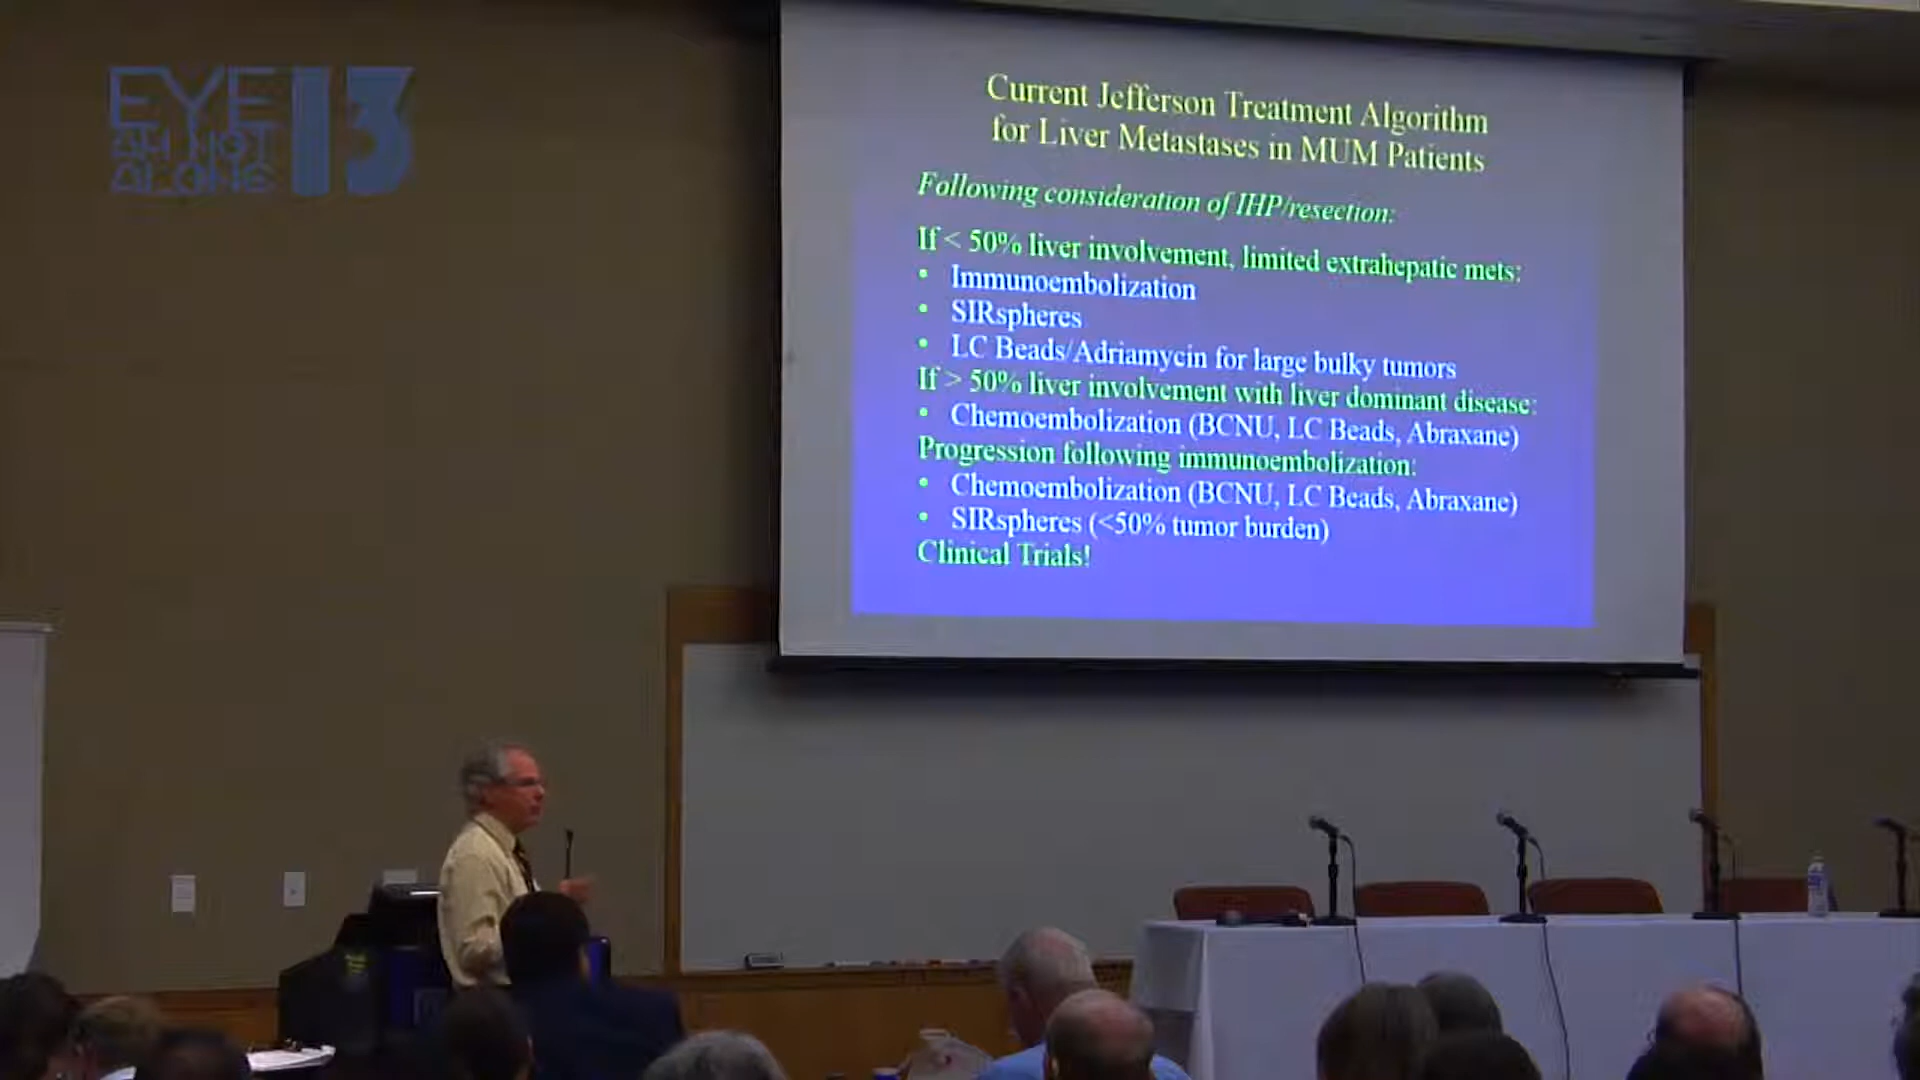 EYE
AM NOT
ALONE
13
Current Jefferson Treatment Algorithm
for Liver Metastases in MUM Patients
Following consideration of IHP/resection:
If < 50% liver involvement, limited extrahepatic mets:
• Immunoembolization
• SIRspheres
• LC Beads/Adriamycin for large bulky tumors
If > 50% liver involvement with liver dominant disease:
• Chemoembolization (BCNU, LC Beads, Abraxane)
Progression following immunoembolization:
• Chemoembolization (BCNU, LC Beads, Abraxane)
• SIRspheres (<50% tumor burden)
Clinical Trials!